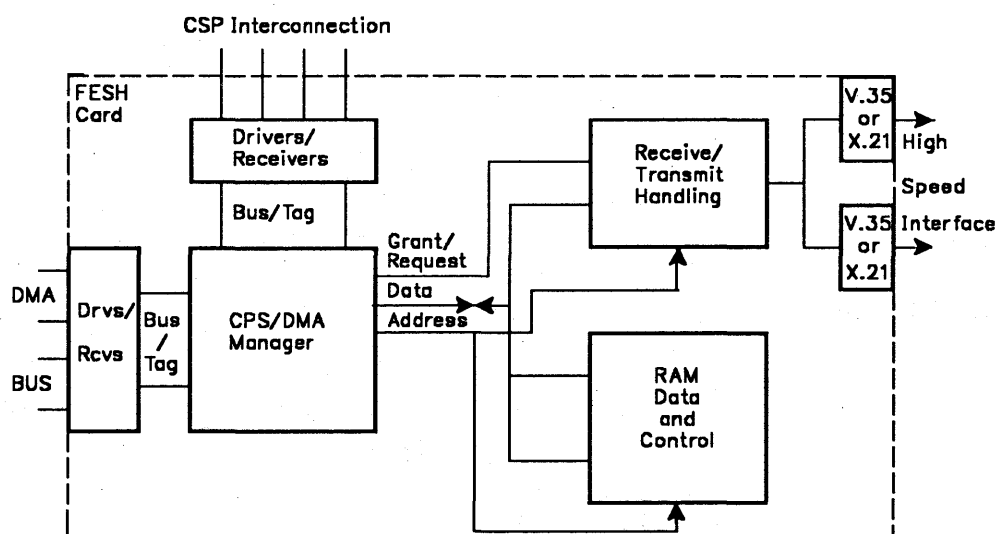 CSP Interconnection
FESH
Card
Drivers/
Receivers
Bus/Tag
DMA
BUS
Drvs/
Rcvs
Bus
/
Tag
CPS/DMA
Manager
Grant/
Request
Data
Address
Receive/
Transmit
Handling
RAM
Data
and
Control
V.35
or
X.21
High
Speed
Interface
V.35
or
X.21